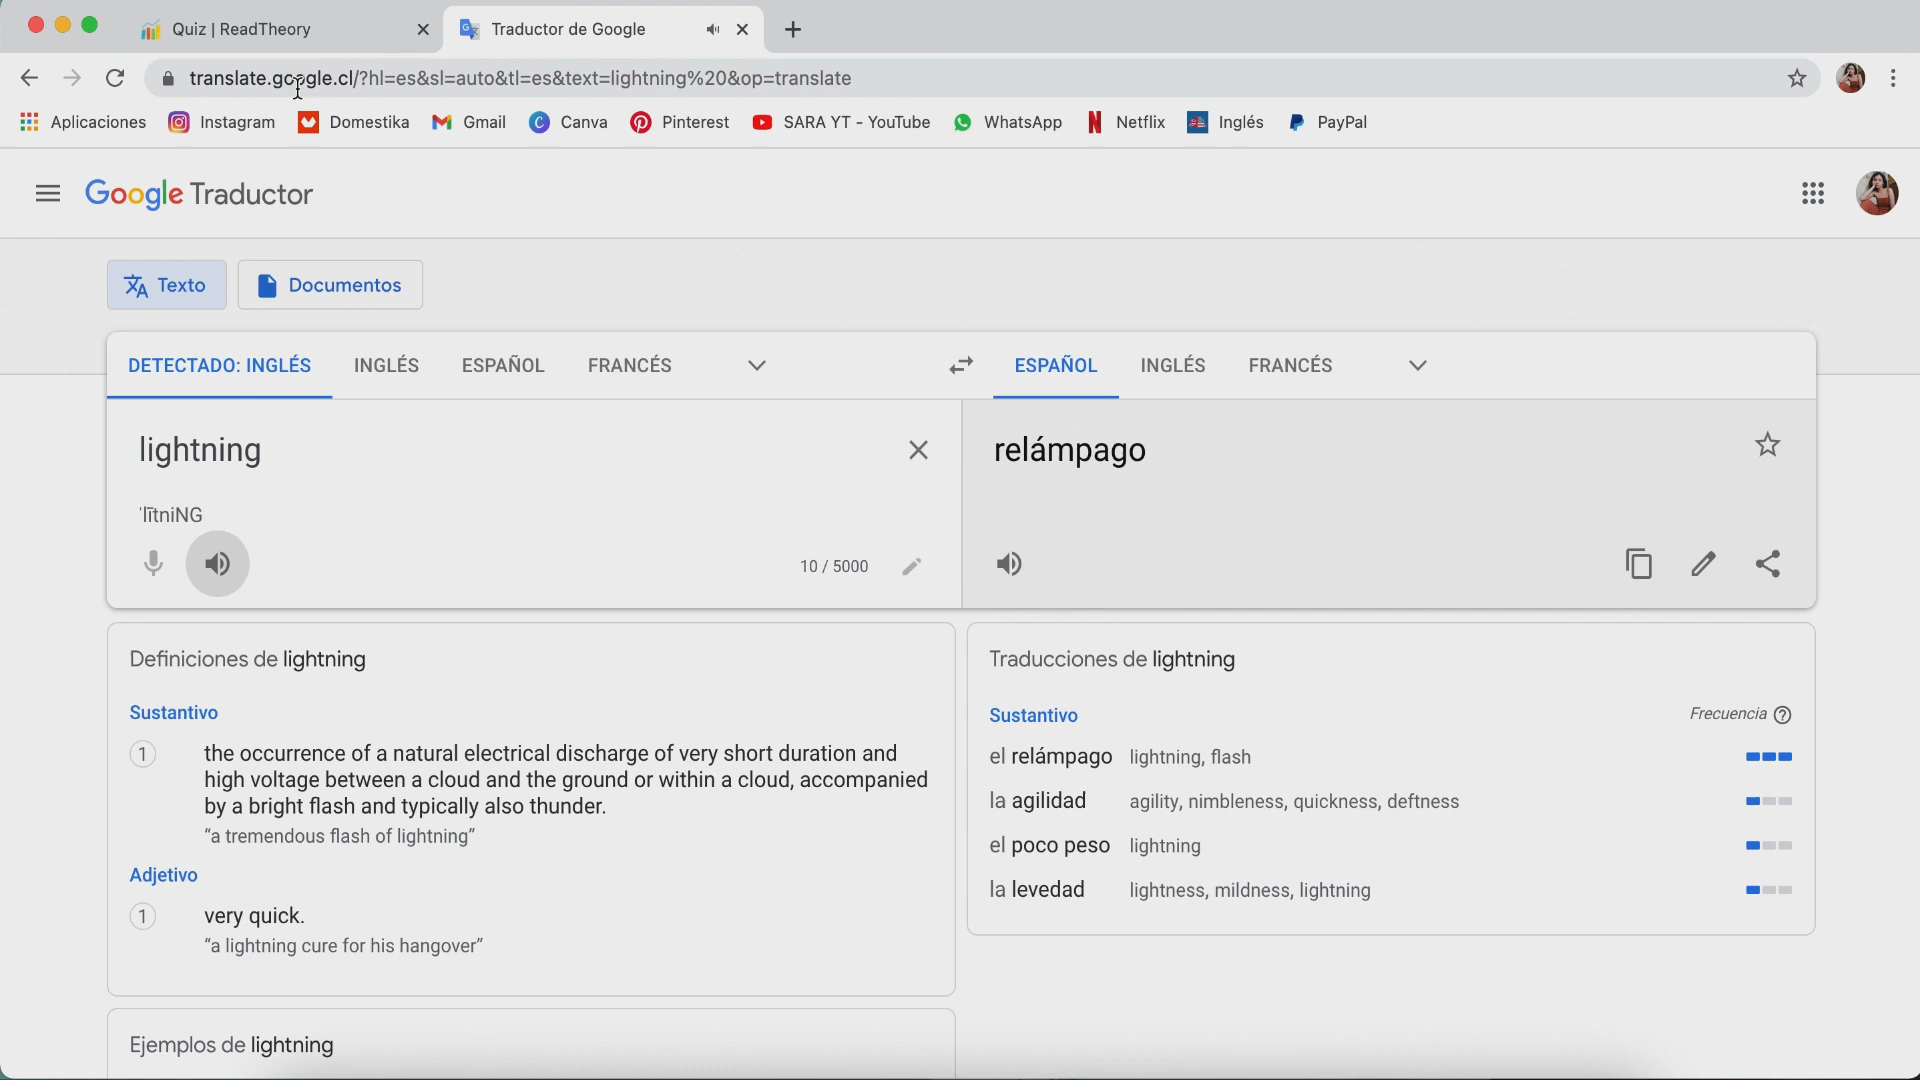 Quiz | ReadTheory
Traductor de Google
translate.google.cl/?hl=es&sl=auto&tl=es&text=lightning%20&op=translate
Aplicaciones Instagram Domestika Gmail Canva Pinterest SARA YT - YouTube WhatsApp Netflix Inglés PayPal
Google Traductor
Texto Documentos
DETECTADO: INGLÉS INGLÉS ESPAÑOL FRANCÉS ESPAÑOL INGLÉS FRANCÉS
lightning relámpago
ˈlītniNG
10 / 5000
Definiciones de lightning
Sustantivo
1 the occurrence of a natural electrical discharge of very short duration and
high voltage between a cloud and the ground or within a cloud, accompanied
by a bright flash and typically also thunder.
“a tremendous flash of lightning”
Adjetivo
1 very quick.
“a lightning cure for his hangover”
Ejemplos de lightning
Traducciones de lightning
Sustantivo Frecuencia
el relámpago lightning, flash
la agilidad agility, nimbleness, quickness, deftness
el poco peso lightning
la levedad lightness, mildness, lightning